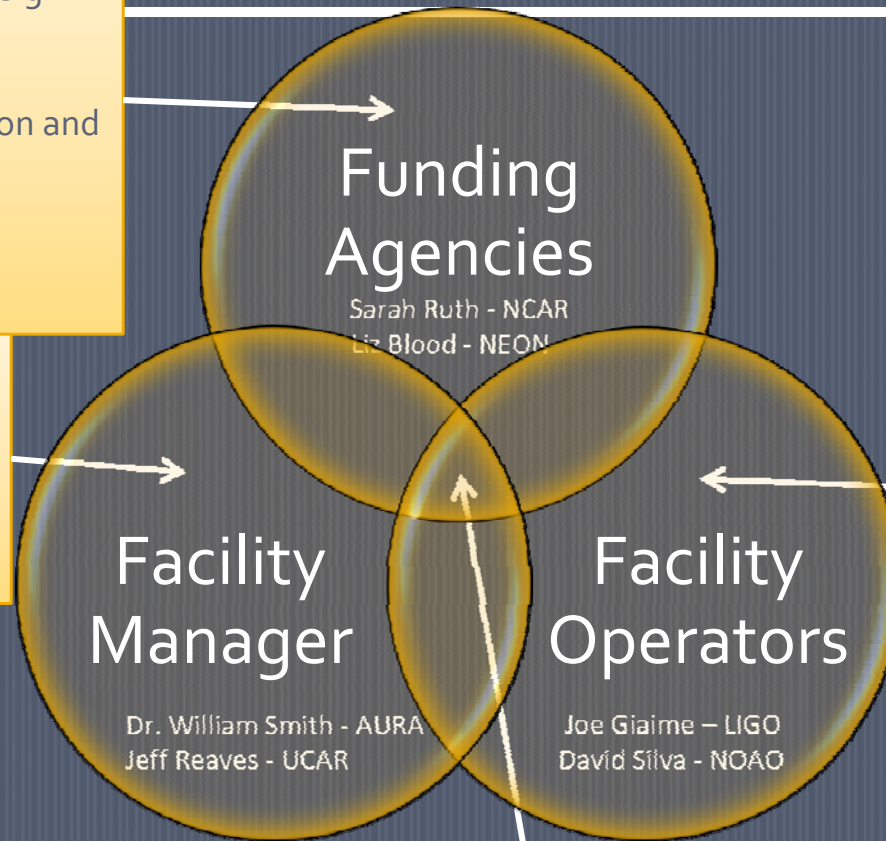 on and
Funding
Agencies
Sarah Ruth - NCAR
Liz Blood - NEON
Facility
Manager
Dr. William Smith - AURA
Jeff Reaves - UCAR
Facility
Operators
Joe Giaime – LIGO
David Silva - NOAO